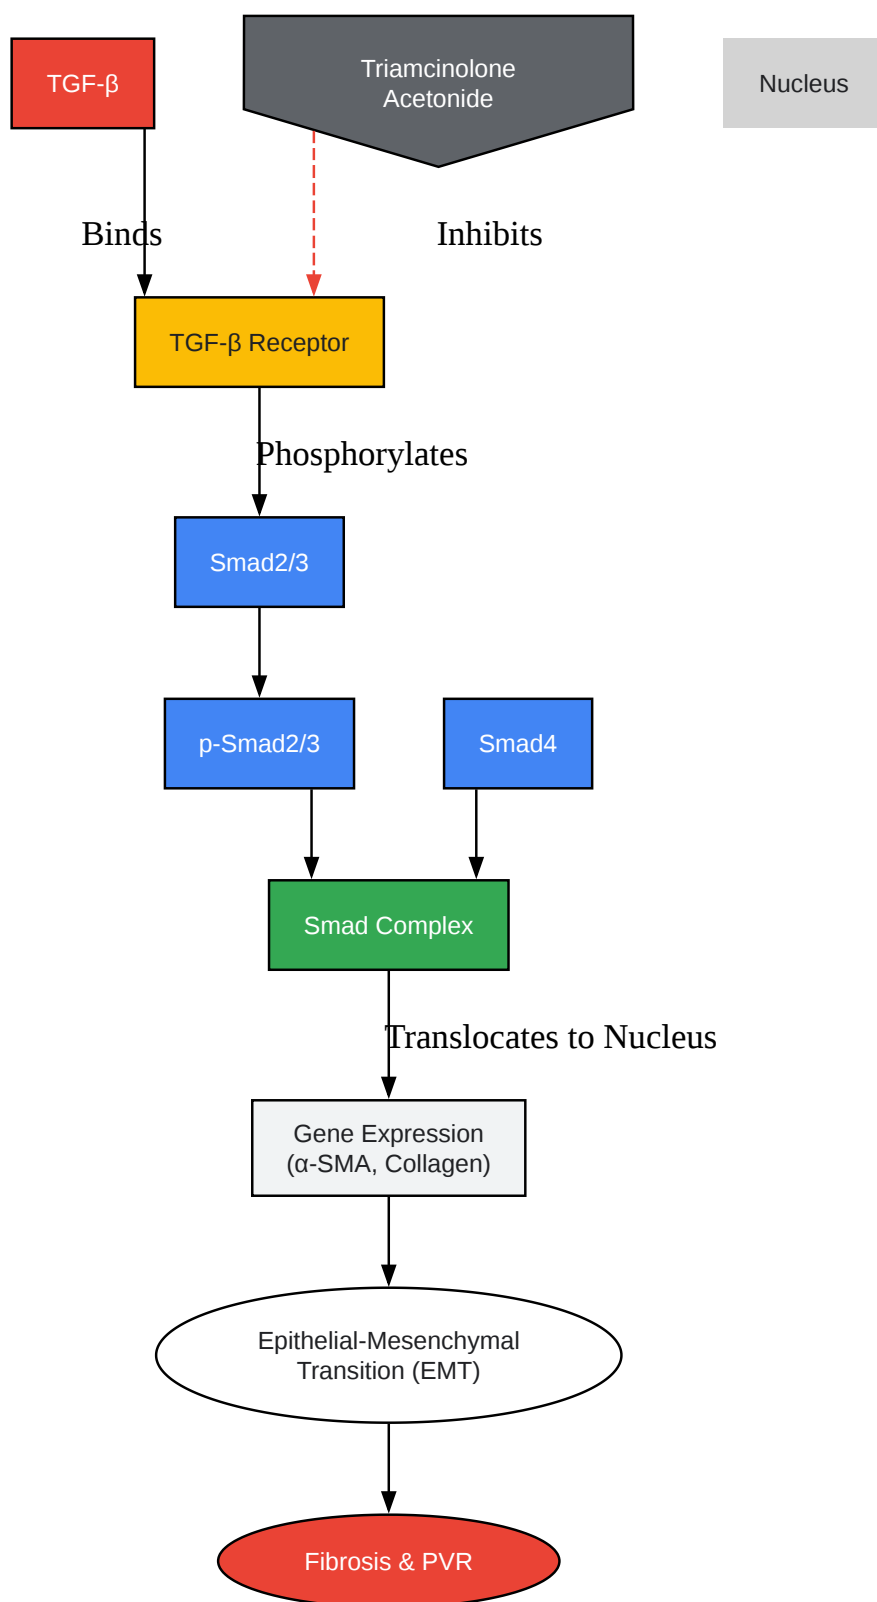 TGF-β
Triamcinolone
Acetonide
Nucleus
Binds
Inhibits
TGF-β Receptor
Phosphorylates
Smad2/3
p-Smad2/3
Smad4
Smad Complex
Translocates to Nucleus
Gene Expression
(α-SMA, Collagen)
Epithelial-Mesenchymal
Transition (EMT)
Fibrosis & PVR